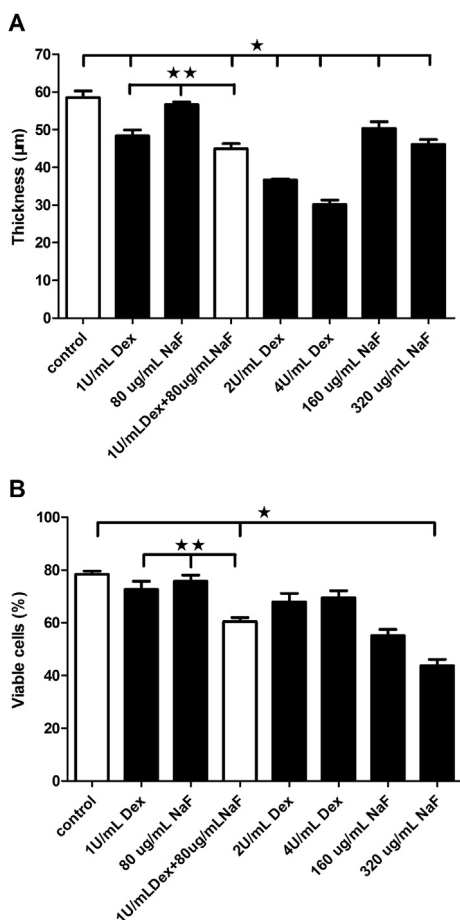 A
★
★★
70
60
50
40
30
20
10
0
Thickness (µm)
control
1U/mL Dex
80 ug/mL NaF
1U/mLDex+80ug/mLNaF
2U/mL Dex
4U/mL Dex
160 ug/mL NaF
320 ug/mL NaF
B
★
★★
100
80
60
40
20
0
Viable cells (%)
control
1U/mL Dex
80 ug/mL NaF
1U/mLDex+80ug/mLNaF
2U/mL Dex
4U/mL Dex
160 ug/mL NaF
320 ug/mL NaF